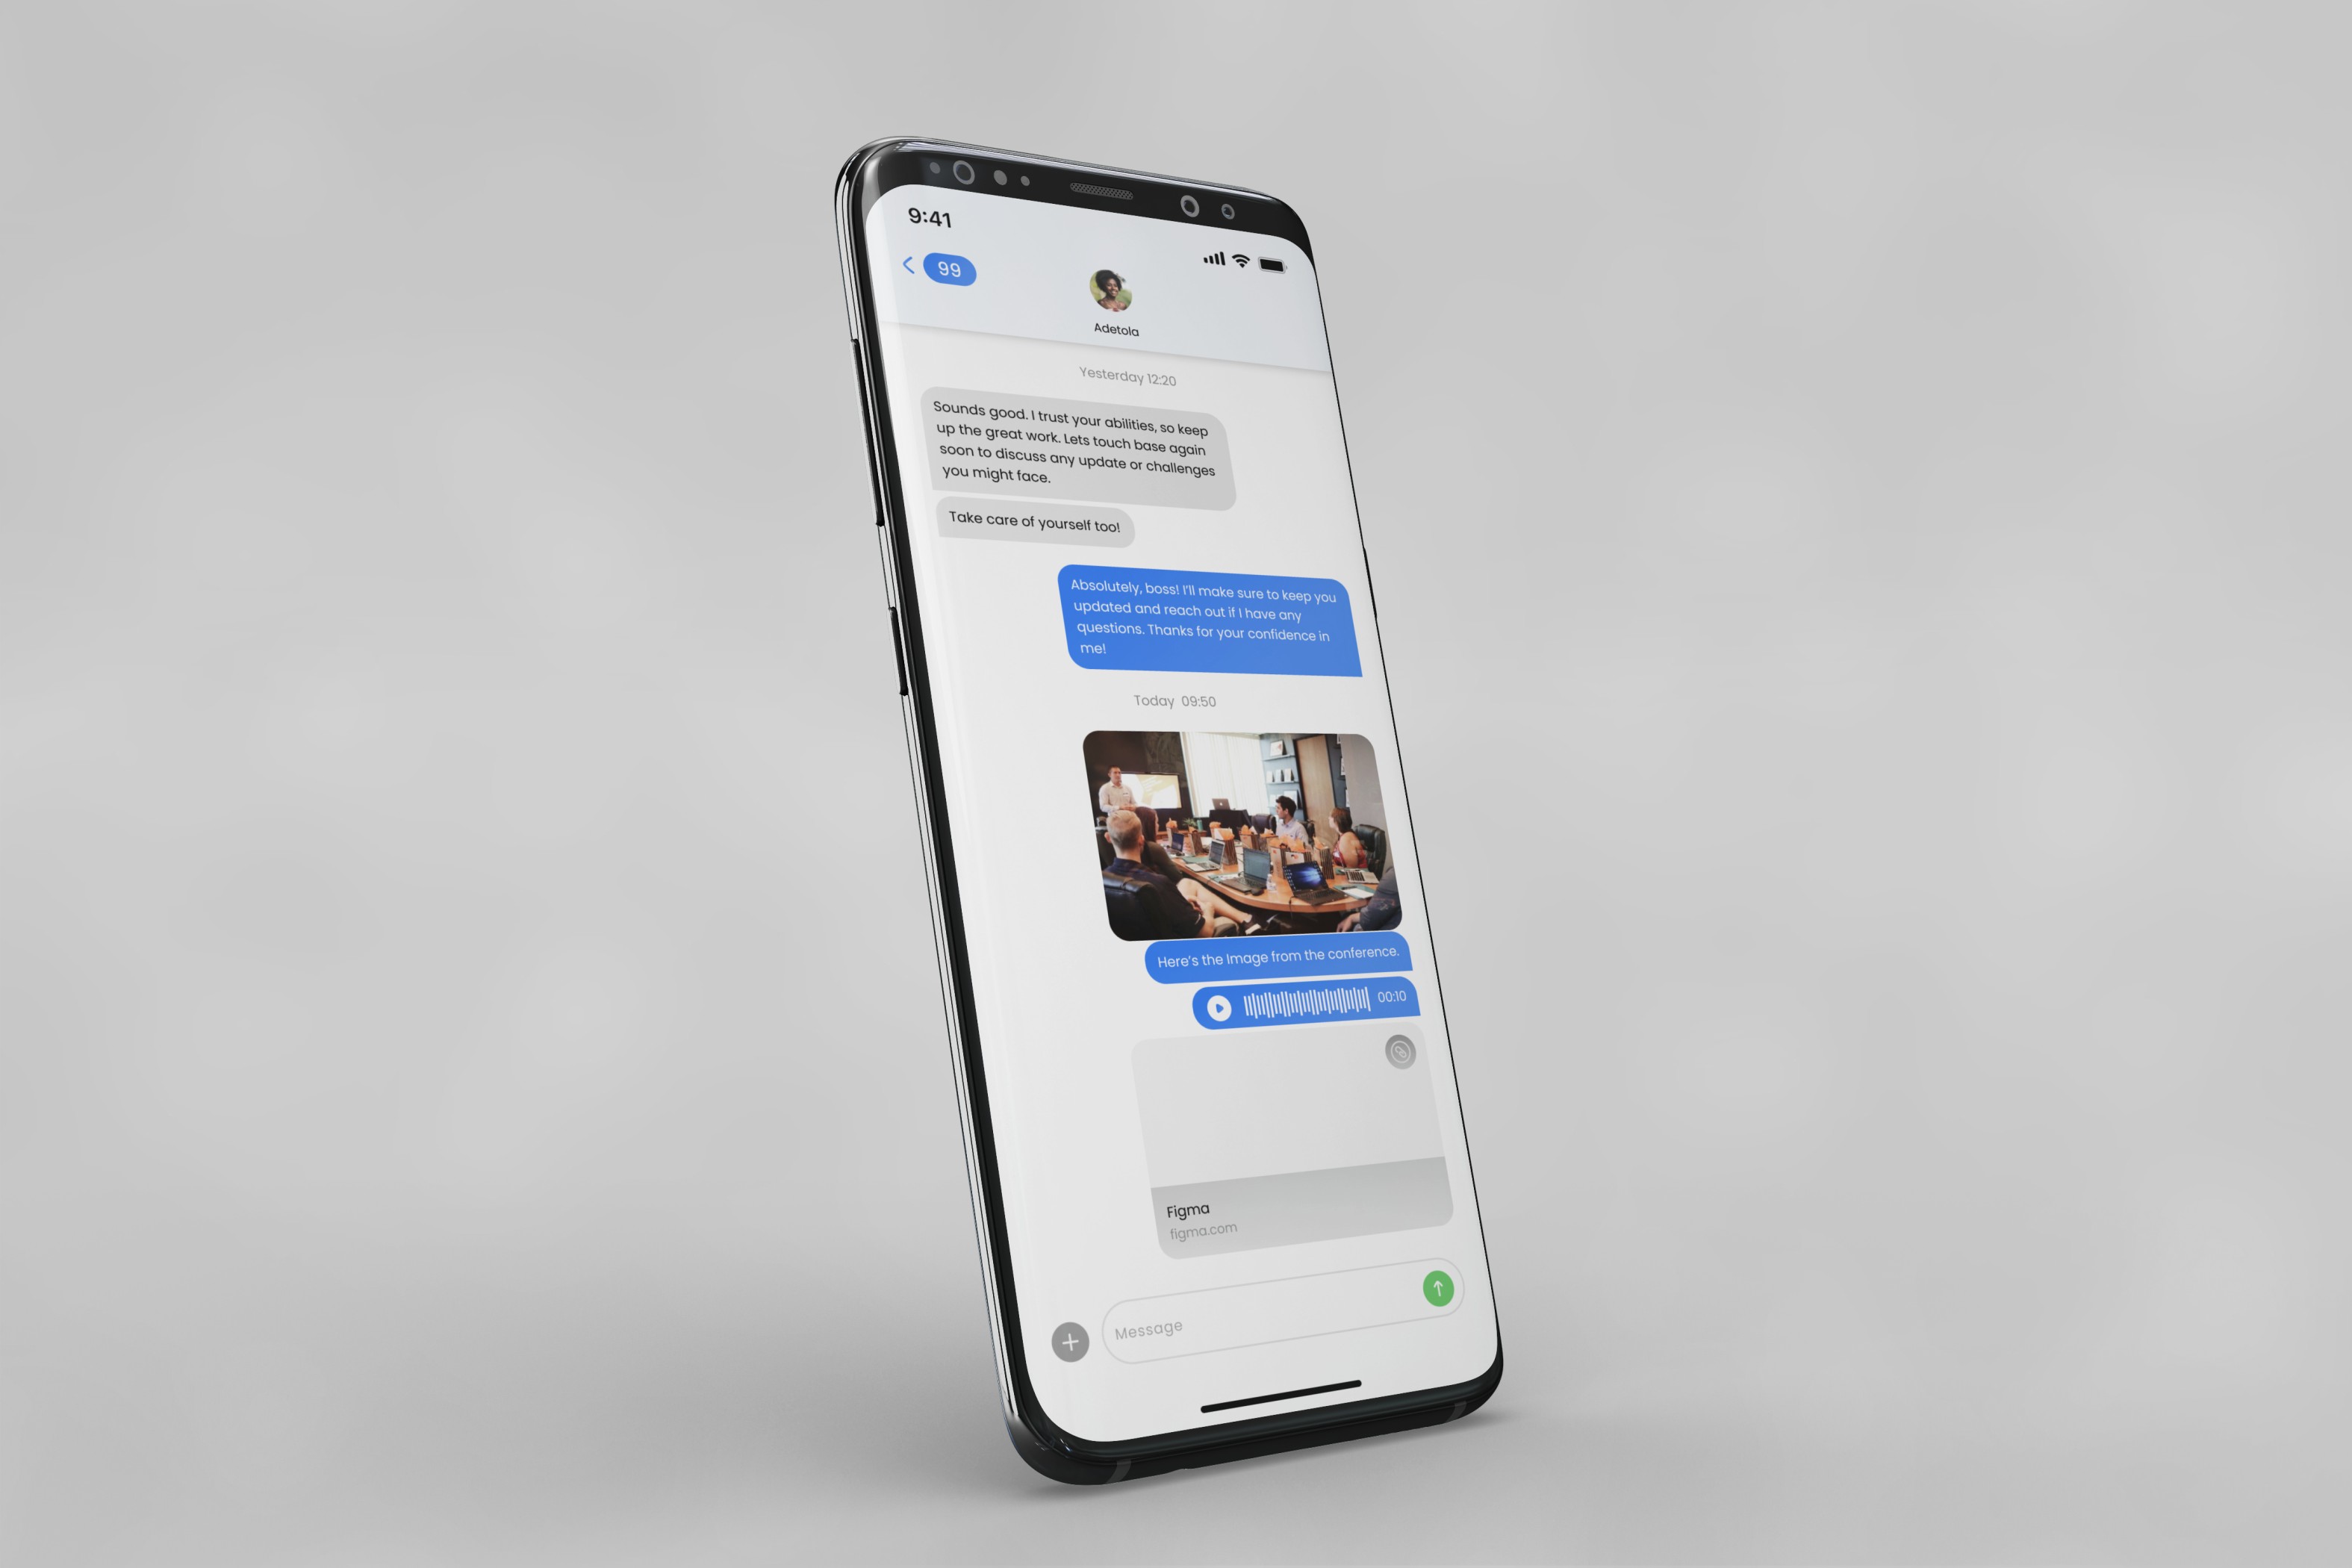 9:41
99
Adetola
Yesterday 12:20
Sounds good. I trust your abilities, so keep
up the great work. Lets touch base again
soon to discuss any update or challenges
you might face.
Take care of yourself too!
Absolutely, boss! I'll make sure to keep you
updated and reach out if I have any
questions. Thanks for your confidence in
me!
Today 09:50
Here's the Image from the conference.
00:10
Figma
figma.com
Message